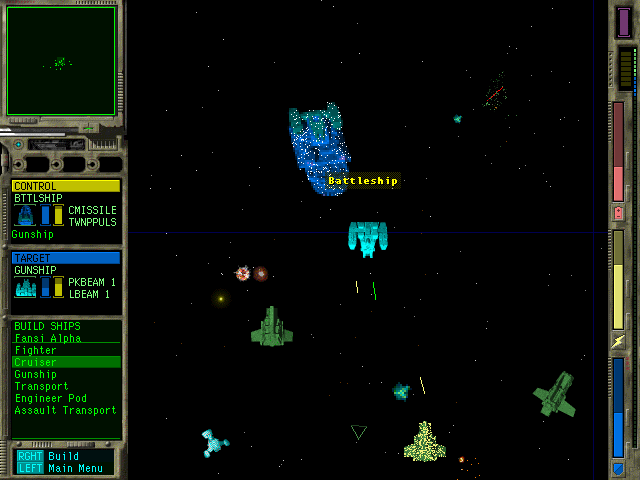 Battleship
CONTROL
BTTLSHIP
CMISSILE
TWNPPULS
Gunship
TARGET
GUNSHIP
PKBEAM 1
LBEAM 1
BUILD SHIPS
Fansi Alpha
Fighter
Cruiser
Gunship
Transport
Engineer Pod
Assault Transport
RGHT Build
LEFT Main Menu